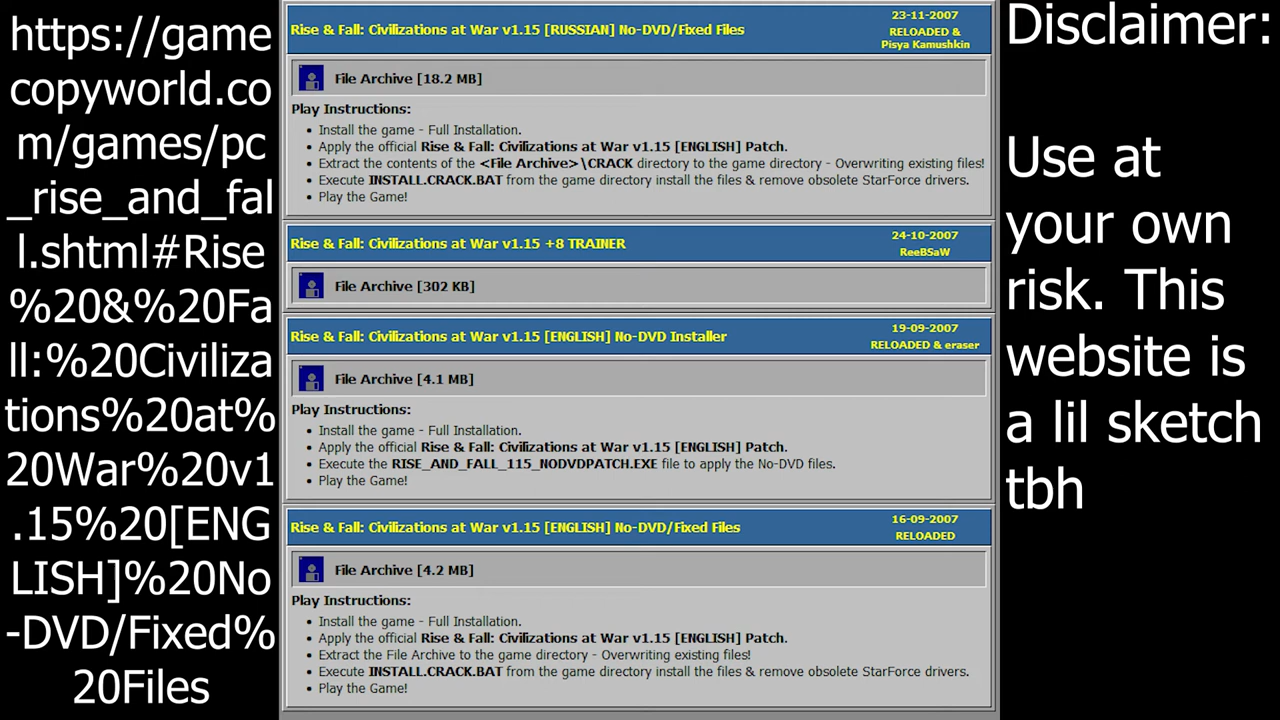 https://game
copyworld.co
m/games/pc
_rise_and_fal
l.shtml#Rise
%20&%20Fa
ll:%20Civiliza
tions%20at%
20War%20v1
.15%20[ENG
LISH]%20No
-DVD/Fixed%
20Files
Rise & Fall: Civilizations at War v1.15 [RUSSIAN] No-DVD/Fixed Files
23-11-2007
RELOADED &
Pisya Kamushkin
File Archive [18.2 MB]
Play Instructions:
• Install the game - Full Installation.
• Apply the official Rise & Fall: Civilizations at War v1.15 [ENGLISH] Patch.
• Extract the contents of the <File Archive>\CRACK directory to the game directory - Overwriting existing files!
• Execute INSTALL.CRACK.BAT from the game directory install the files & remove obsolete StarForce drivers.
• Play the Game!
Rise & Fall: Civilizations at War v1.15 +8 TRAINER
24-10-2007
ReeBSaW
File Archive [302 KB]
Rise & Fall: Civilizations at War v1.15 [ENGLISH] No-DVD Installer
19-09-2007
RELOADED & eraser
File Archive [4.1 MB]
Play Instructions:
• Install the game - Full Installation.
• Apply the official Rise & Fall: Civilizations at War v1.15 [ENGLISH] Patch.
• Execute the RISE_AND_FALL_115_NODVDPATCH.EXE file to apply the No-DVD files.
• Play the Game!
Rise & Fall: Civilizations at War v1.15 [ENGLISH] No-DVD/Fixed Files
16-09-2007
RELOADED
File Archive [4.2 MB]
Play Instructions:
• Install the game - Full Installation.
• Apply the official Rise & Fall: Civilizations at War v1.15 [ENGLISH] Patch.
• Extract the File Archive to the game directory - Overwriting existing files!
• Execute INSTALL.CRACK.BAT from the game directory install the files & remove obsolete StarForce drivers.
• Play the Game!
Disclaimer:
Use at
your own
risk. This
website is
a lil sketch
tbh